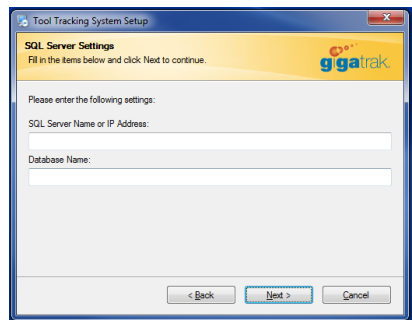 Tool Tracking System Setup
SQL Server Settings
Fill in the items below and click Next to continue.
gigatrak.
Please enter the following settings:
SQL Server Name or IP Address:
Database Name:
< Back
Next >
Cancel